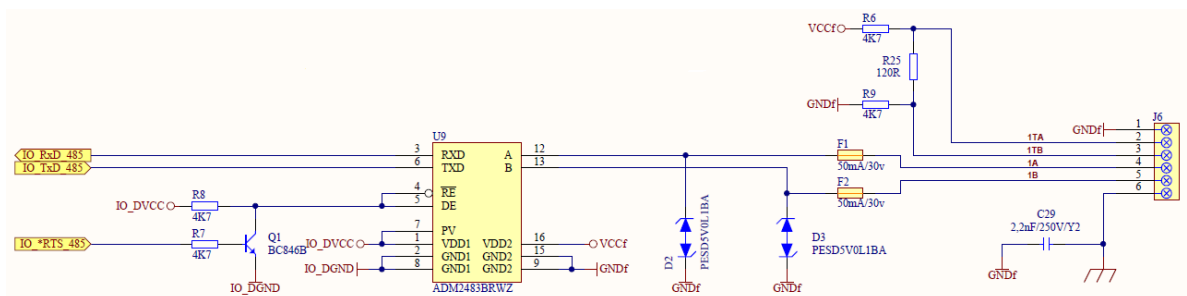 R6
VCCf
4K7
R25
120R
R9
GNDf
4K7
J6
GNDf
1
1TA
2
1TB
3
1A
4
1B
5
6
F1
50mA/30v
F2
50mA/30v
U9
IO_RxD_485
3
RXD
A
12
IO_TxD_485
6
TXD
B
13
4
RE
5
DE
R8
IO_DVCC
4K7
R7
IO_*RTS_485
4K7
Q1
BC846B
IO_DGND
7
PV
IO_DVCC
1
VDD1
VDD2
16
VCCf
2
GND1
GND2
15
IO_DGND
8
GND1
GND2
9
GNDf
ADM2483BRWZ
D2
PESD5V0L1BA
GNDf
D3
PESD5V0L1BA
GNDf
C29
2,2nF/250V/Y2
GNDf